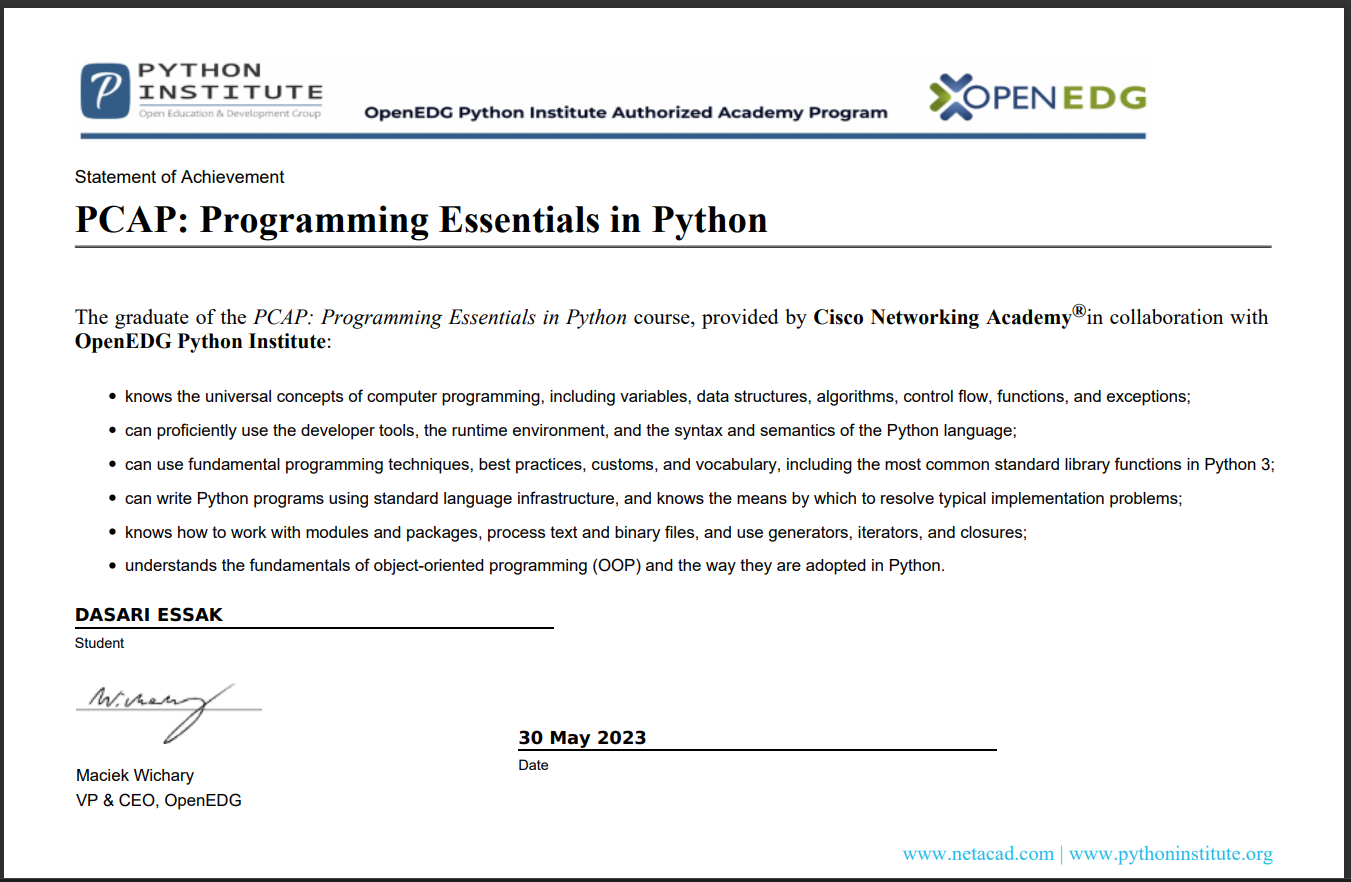 PYTHON
INSTITUTE
Open Education & Development Group
OpenEDG Python Institute Authorized Academy Program
OPENEDG
Statement of Achievement
PCAP: Programming Essentials in Python
The graduate of the PCAP: Programming Essentials in Python course, provided by Cisco Networking Academy®in collaboration with
OpenEDG Python Institute:
• knows the universal concepts of computer programming, including variables, data structures, algorithms, control flow, functions, and exceptions;
• can proficiently use the developer tools, the runtime environment, and the syntax and semantics of the Python language;
• can use fundamental programming techniques, best practices, customs, and vocabulary, including the most common standard library functions in Python 3;
• can write Python programs using standard language infrastructure, and knows the means by which to resolve typical implementation problems;
• knows how to work with modules and packages, process text and binary files, and use generators, iterators, and closures;
• understands the fundamentals of object-oriented programming (OOP) and the way they are adopted in Python.
DASARI ESSAK
Student
W.Wichary
30 May 2023
Date
Maciek Wichary
VP & CEO, OpenEDG
www.netacad.com | www.pythoninstitute.org